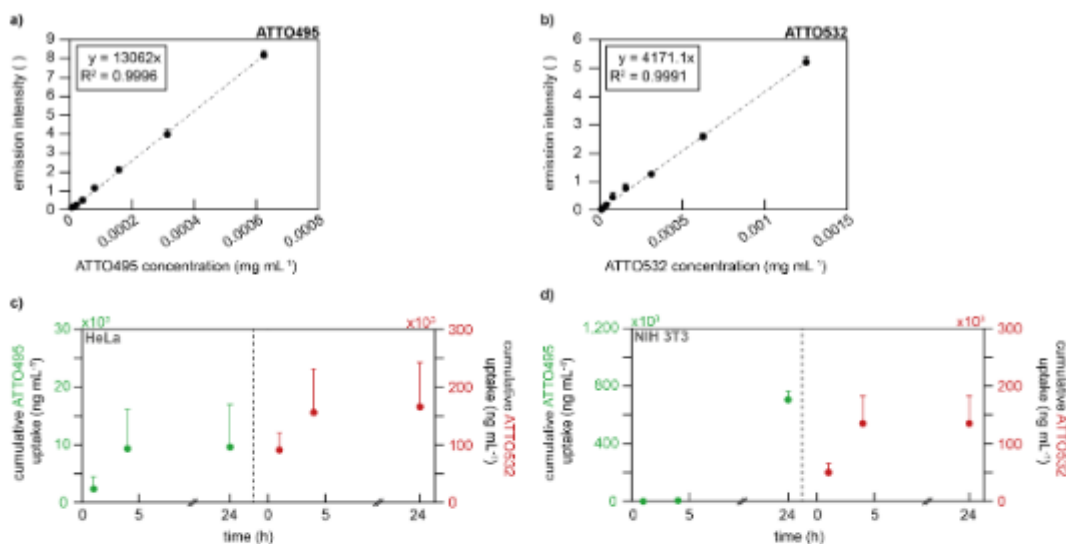 a)
ATTO495
y = 13062x
R² = 0.9996
emission intensity ( )
9
8
7
6
5
4
3
2
1
0
0 0.0002 0.0004 0.0006 0.0008
ATTO495 concentration (mg mL⁻¹)
b)
ATTO532
y = 4171.1x
R² = 0.9991
emission intensity ( )
6
5
4
3
2
1
0
0 0.0005 0.001 0.0015
ATTO532 concentration (mg mL⁻¹)
c)
HeLa
cumulative ATTO495
uptake (ng mL⁻¹)
30
20
10
0
0 5 24 0 5 24
time (h)
300
200
100
0
cumulative ATTO532
uptake (ng mL⁻¹)
d)
x10³
x10³
NIH 3T3
cumulative ATTO495
uptake (ng mL⁻¹)
1,200
800
400
0
0 5 24 0 5 24
time (h)
300
200
100
0
cumulative ATTO532
uptake (ng mL⁻¹)